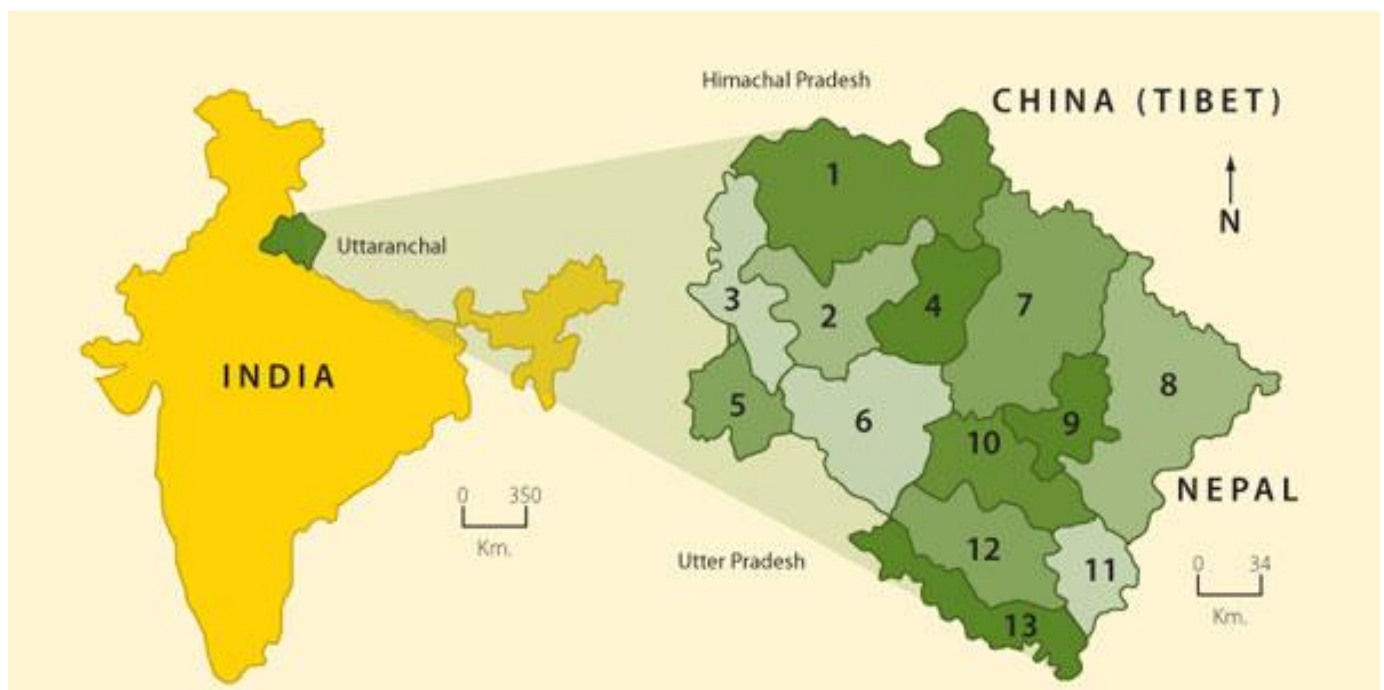 Himachal Pradesh
CHINA (TIBET)
1
N
Uttaranchal
3
2
4
7
INDIA
5
6
8
9
10
NEPAL
0 350
Km.
Utter Pradesh
12
11
0 34
Km.
13